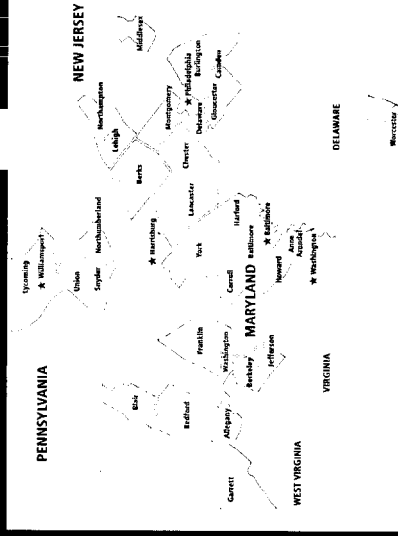 PENNSYLVANIA
Lycoming
★ Williamsport
Union
Snyder
Northumberland
Northampton
Lehigh
NEW JERSEY
Middlesex
Blair
Bedford
Franklin
★ Harrisburg
York
Berks
Lancaster
Montgomery
Chester
★ Philadelphia
Delaware
Burlington
Camden
Gloucester
Garrett
Allegany
Washington
MARYLAND
Carroll
Baltimore
Harford
★ Baltimore
Howard
Anne
Arundel
★ Washington
Berkeley
Jefferson
WEST VIRGINIA
VIRGINIA
DELAWARE
Worcester